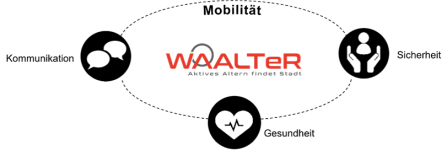 Mobilität
Kommunikation
WAALTeR
Aktives Altern findet Stadt
Sicherheit
Gesundheit